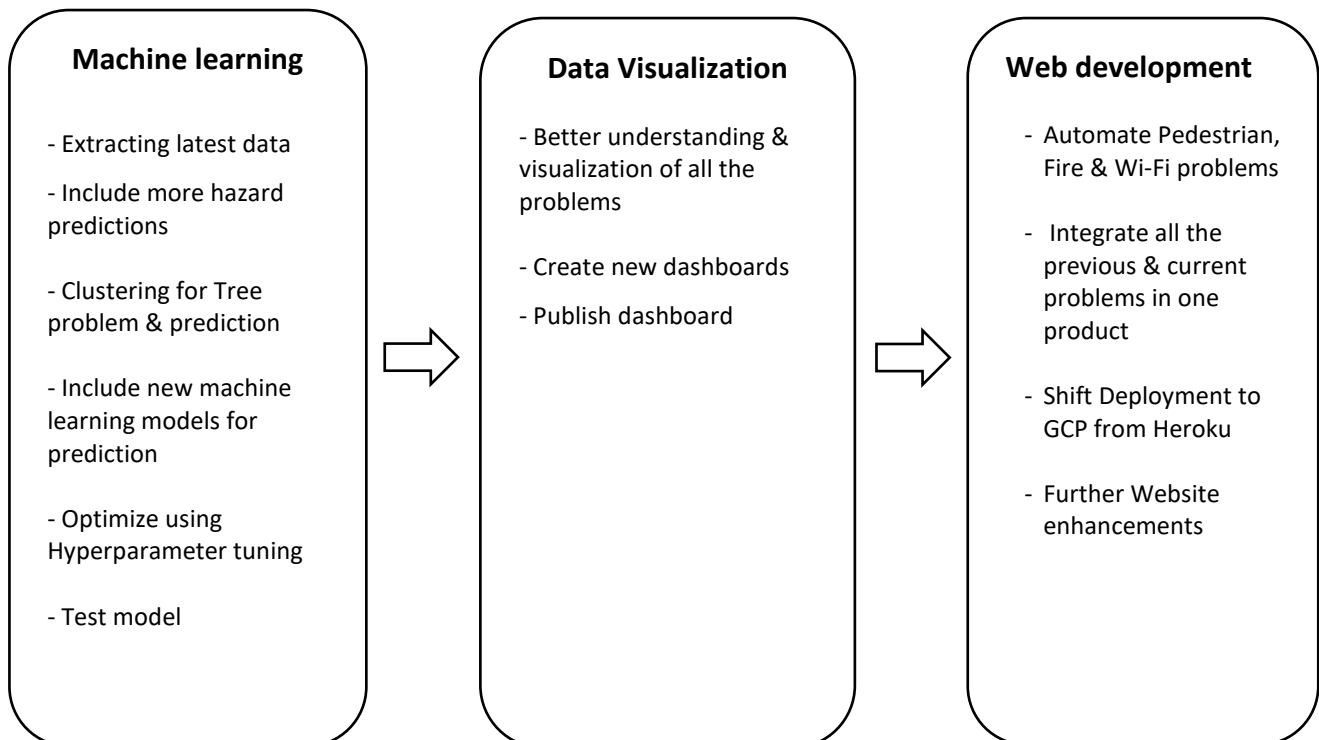 Machine learning
- Extracting latest data
- Include more hazard
predictions
- Clustering for Tree
problem & prediction
- Include new machine
learning models for
prediction
- Optimize using
Hyperparameter tuning
- Test model
Data Visualization
- Better understanding &
visualization of all the
problems
- Create new dashboards
- Publish dashboard
Web development
- Automate Pedestrian,
Fire & Wi-Fi problems
- Integrate all the
previous & current
problems in one
product
- Shift Deployment to
GCP from Heroku
- Further Website
enhancements